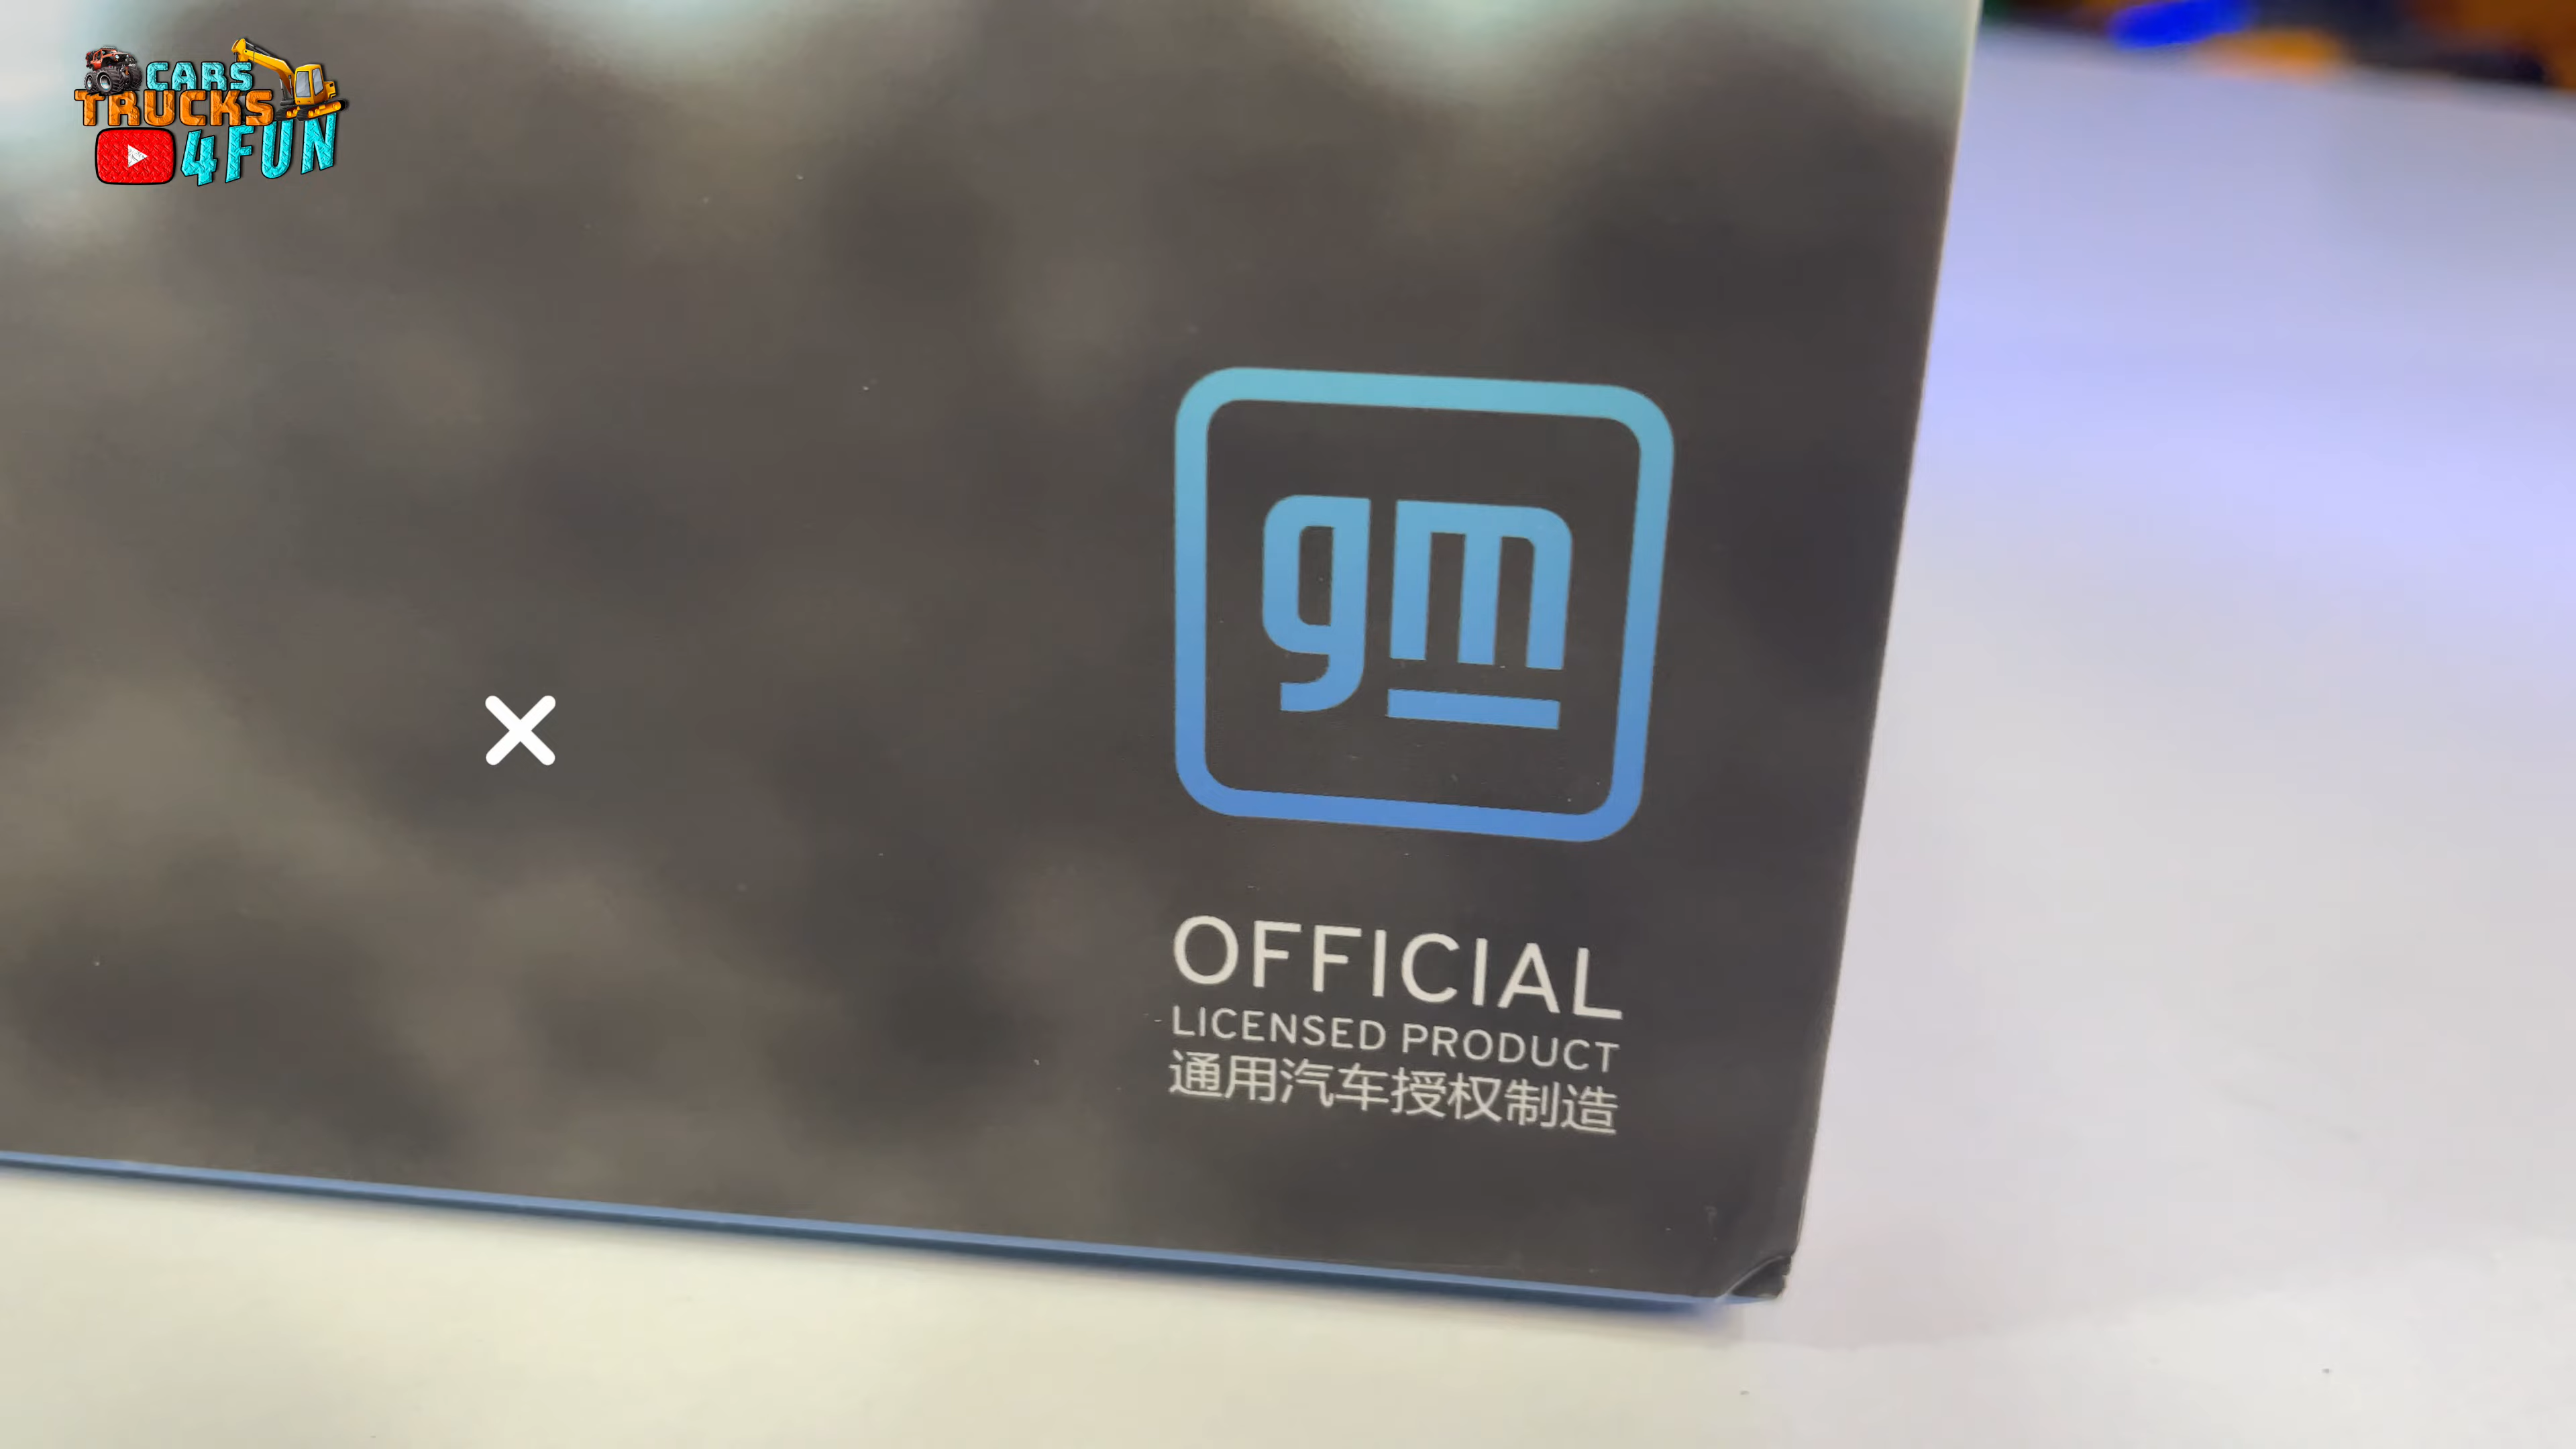 CARS
TRUCKS
4FUN
gm
OFFICIAL
LICENSED PRODUCT
通用汽车授权制造